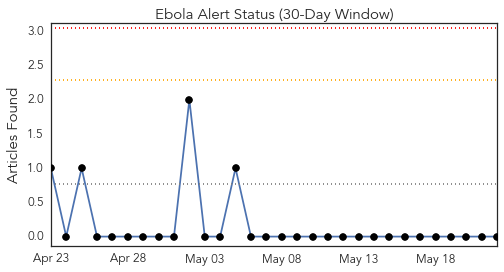 Ebola Alert Status (30-Day Window)
Articles Found
3.0
2.5
2.0
1.5
1.0
0.5
0.0
Apr 23
Apr 28
May 03
May 08
May 13
May 18